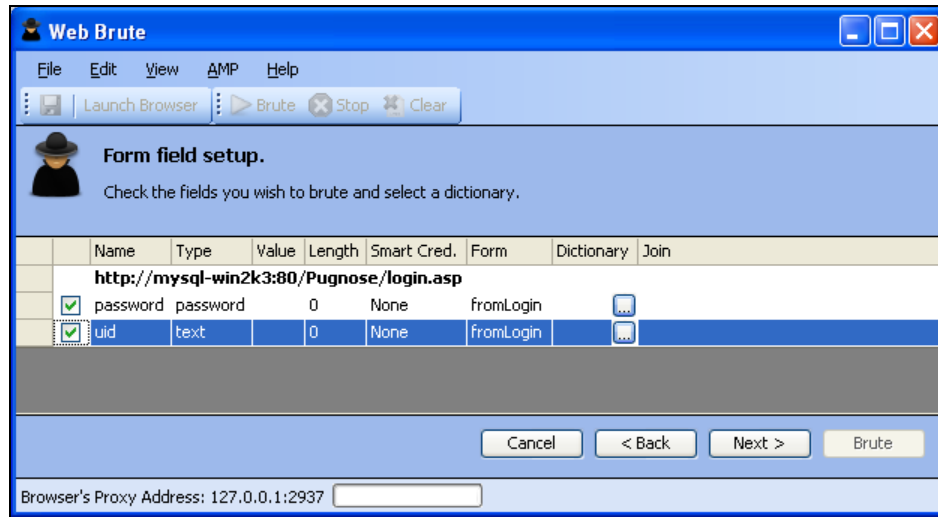 Web Brute
File Edit View AMP Help
Launch Browser Brute Stop Clear
Form field setup.
Check the fields you wish to brute and select a dictionary.
Name Type Value Length Smart Cred. Form Dictionary Join
http://mysql-win2k3:80/Pugnose/login.asp
password password 0 None fromLogin ...
uid text 0 None fromLogin ...
Cancel < Back Next > Brute
Browser's Proxy Address: 127.0.0.1:2937